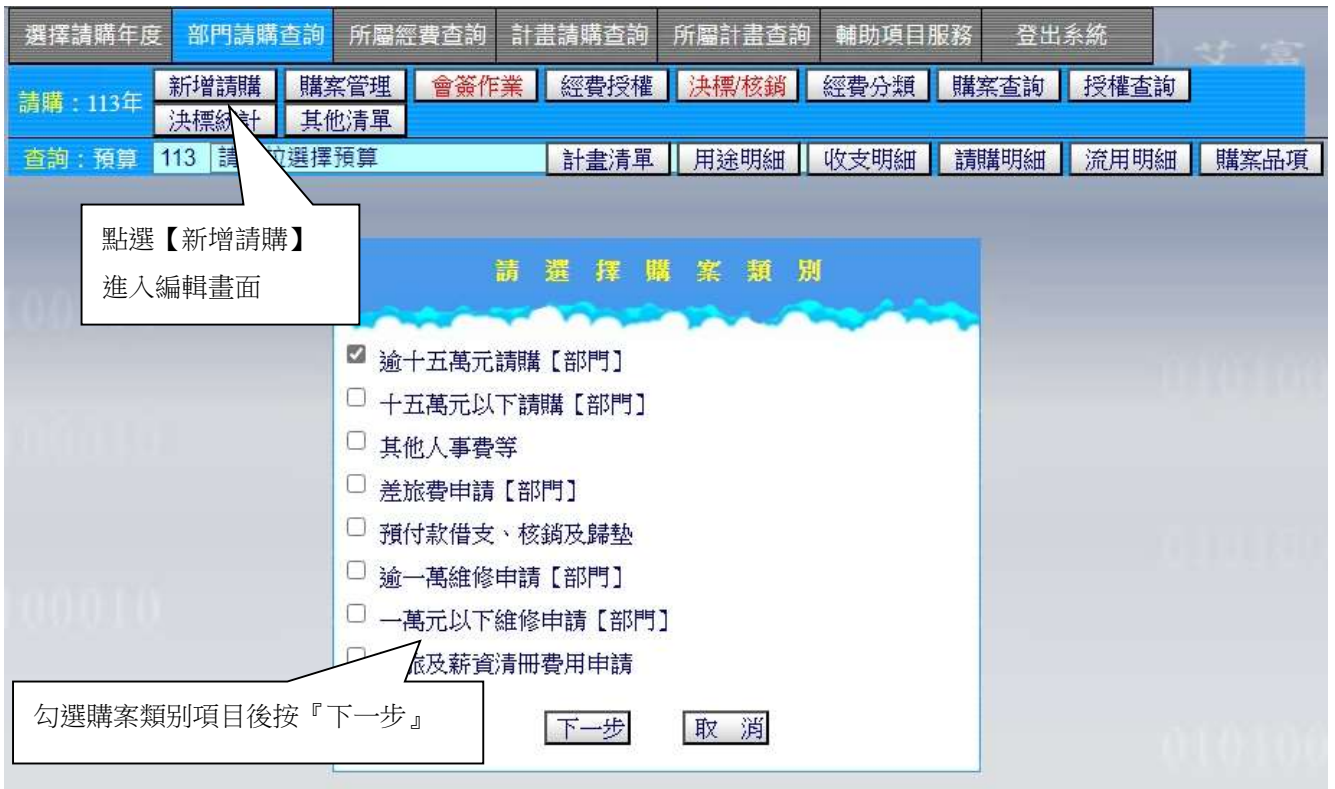 選擇請購年度 部門請購查詢 所屬經費查詢 計畫請購查詢 所屬計畫查詢 輔助項目服務 登出系統
艾富
請購：113年 新增請購 購案管理 會簽作業 經費授權 決標/核銷 經費分類 購案查詢 授權查詢
決標統計 其他清單
查詢：預算 113 請 位選擇預算 計畫清單 用途明細 收支明細 請購明細 流用明細 購案品項
點選【新增請購】
進入編輯畫面
請選擇購案類別
逾十五萬元請購【部門】
十五萬元以下請購【部門】
其他人事費等
差旅費申請【部門】
預付款借支、核銷及歸墊
逾一萬維修申請【部門】
一萬元以下維修申請【部門】
旅及薪資清冊費用申請
勾選購案類別項目後按『下一步』
下一步 取 消